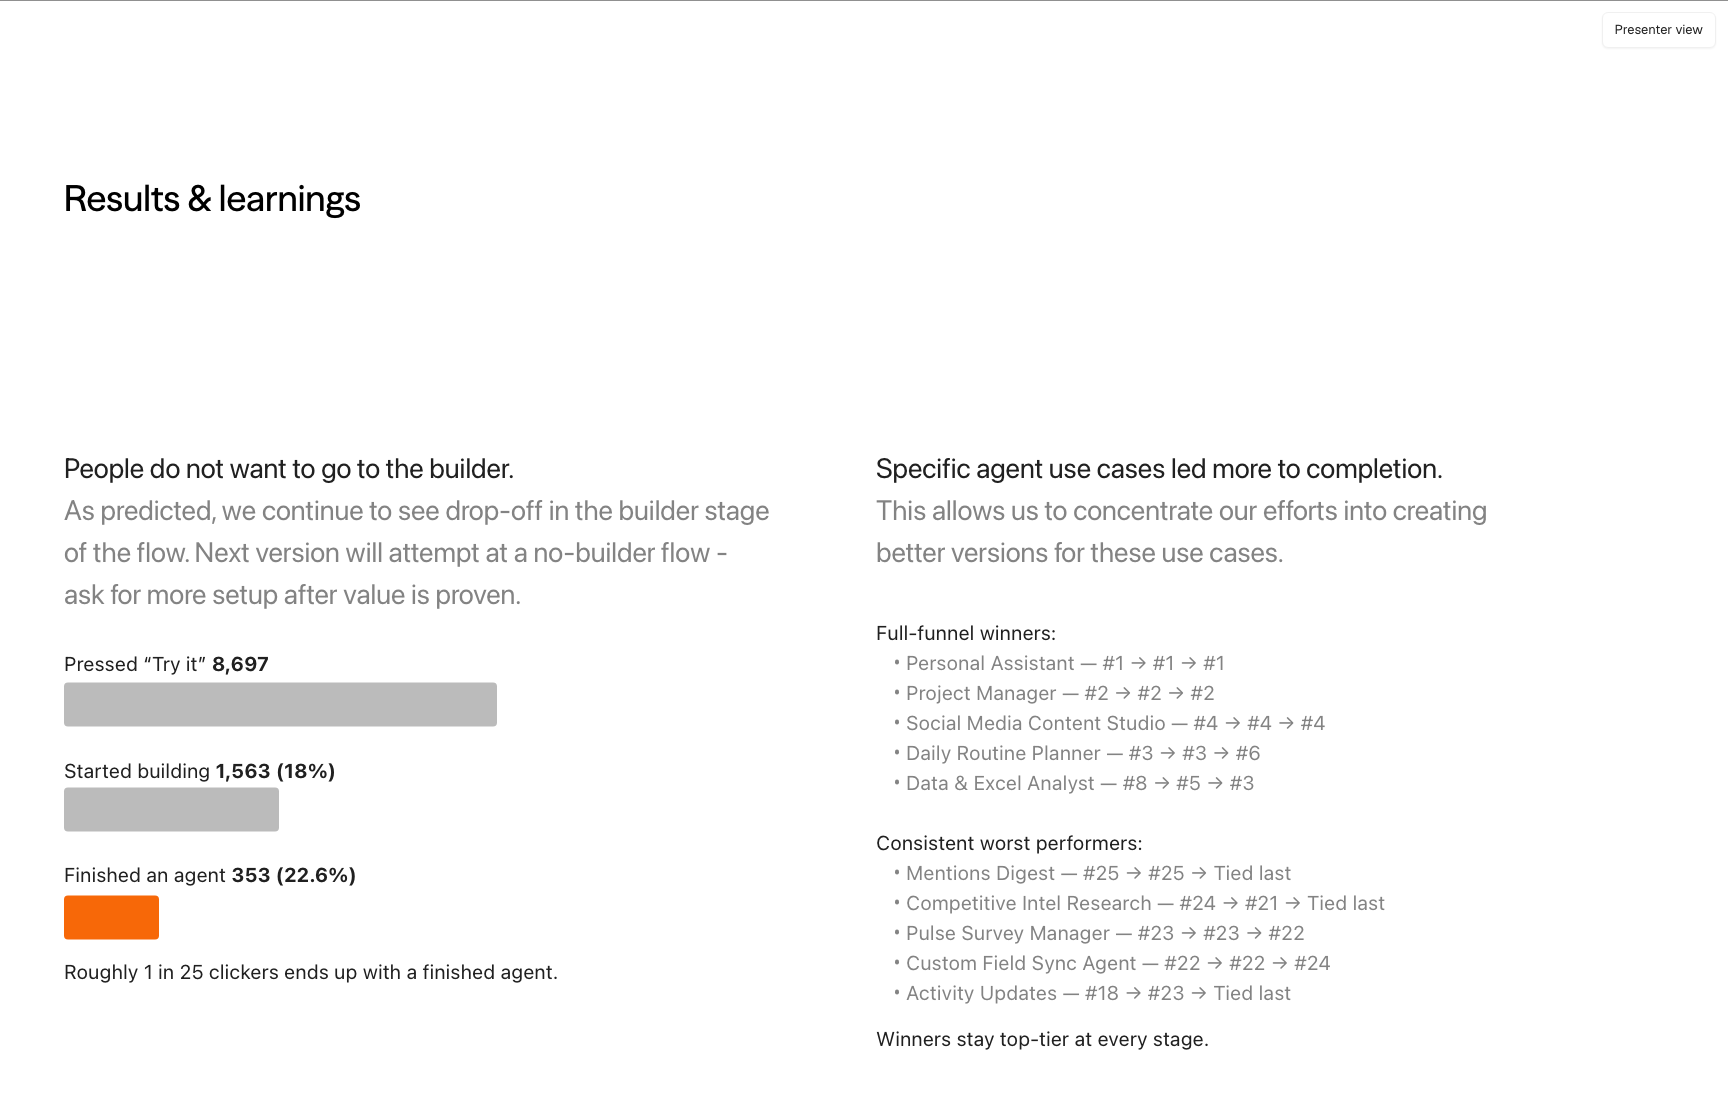 Presenter view
Results & learnings
People do not want to go to the builder.
As predicted, we continue to see drop-off in the builder stage
of the flow. Next version will attempt at a no-builder flow -
ask for more setup after value is proven.
Pressed “Try it” 8,697
Started building 1,563 (18%)
Finished an agent 353 (22.6%)
Roughly 1 in 25 clickers ends up with a finished agent.
Specific agent use cases led more to completion.
This allows us to concentrate our efforts into creating
better versions for these use cases.
Full-funnel winners:
• Personal Assistant — #1 → #1 → #1
• Project Manager — #2 → #2 → #2
• Social Media Content Studio — #4 → #4 → #4
• Daily Routine Planner — #3 → #3 → #6
• Data & Excel Analyst — #8 → #5 → #3
Consistent worst performers:
• Mentions Digest — #25 → #25 → Tied last
• Competitive Intel Research — #24 → #21 → Tied last
• Pulse Survey Manager — #23 → #23 → #22
• Custom Field Sync Agent — #22 → #22 → #24
• Activity Updates — #18 → #23 → Tied last
Winners stay top-tier at every stage.